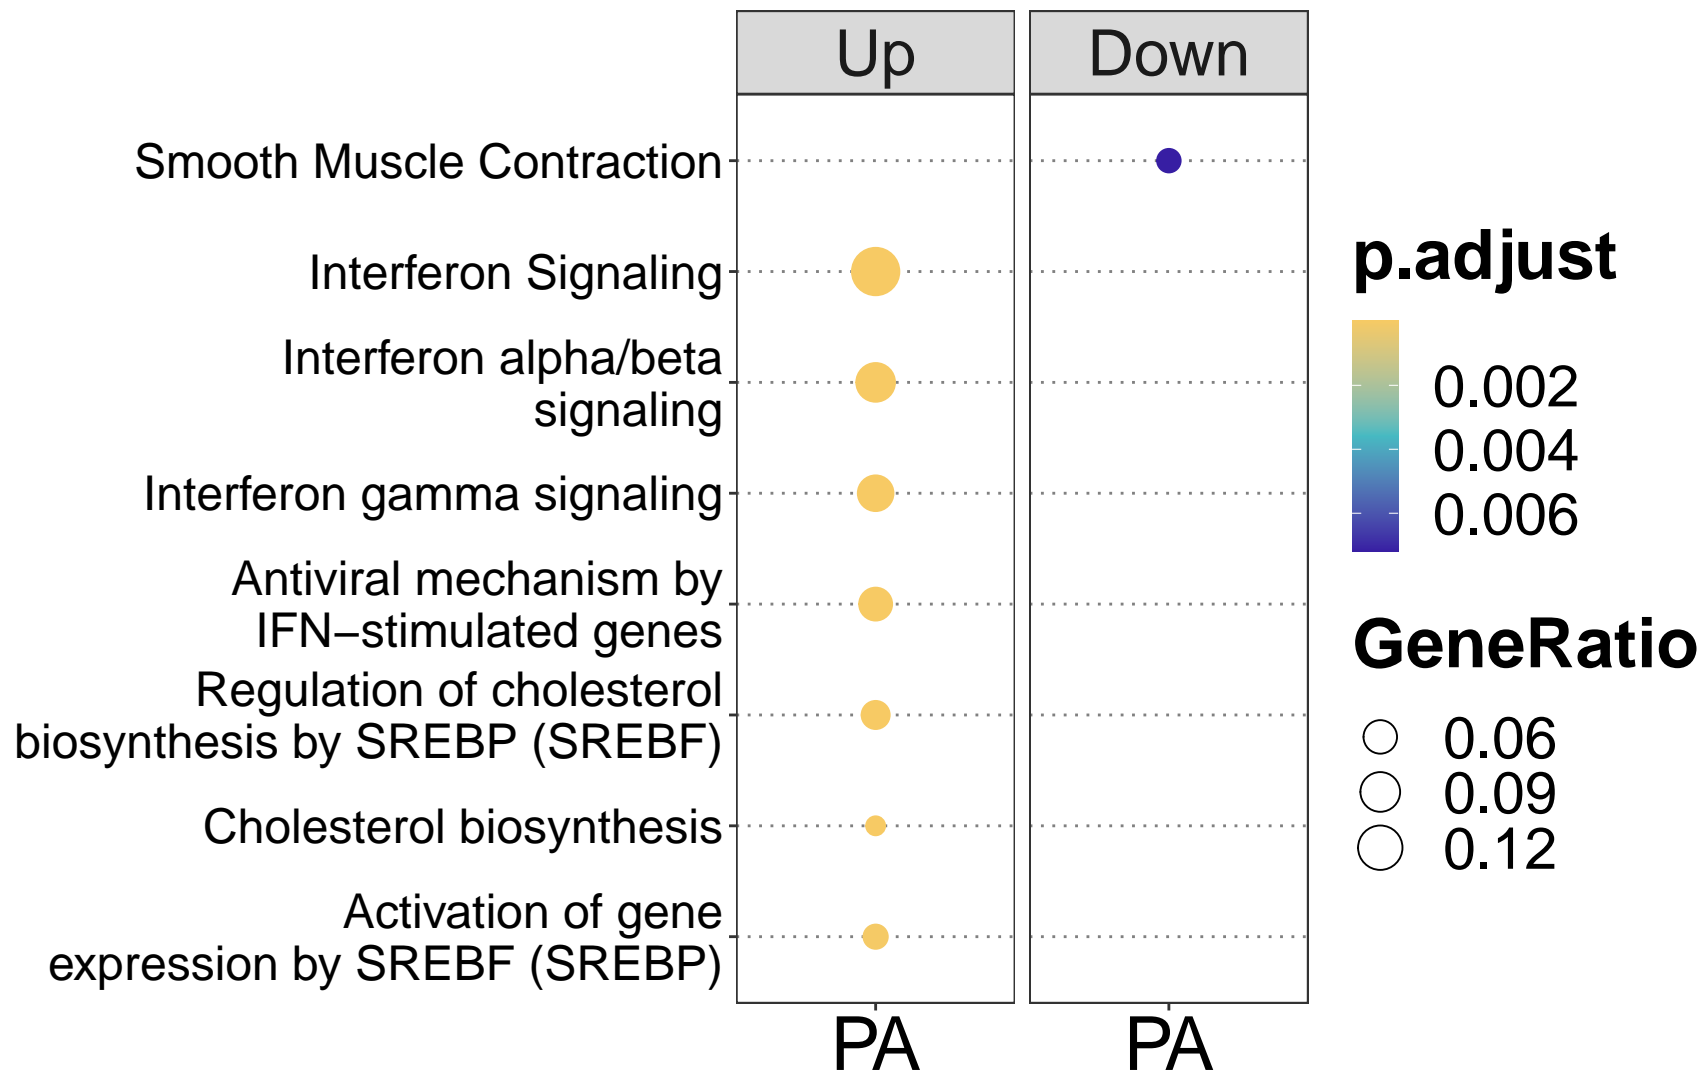 Up
Down
Smooth Muscle Contraction
Interferon Signaling
Interferon alpha/beta
signaling
Interferon gamma signaling
Antiviral mechanism by
IFN−stimulated genes
Regulation of cholesterol
biosynthesis by SREBP (SREBF)
Cholesterol biosynthesis
Activation of gene
expression by SREBF (SREBP)
PA
PA
p.adjust
0.002
0.004
0.006
GeneRatio
0.06
0.09
0.12